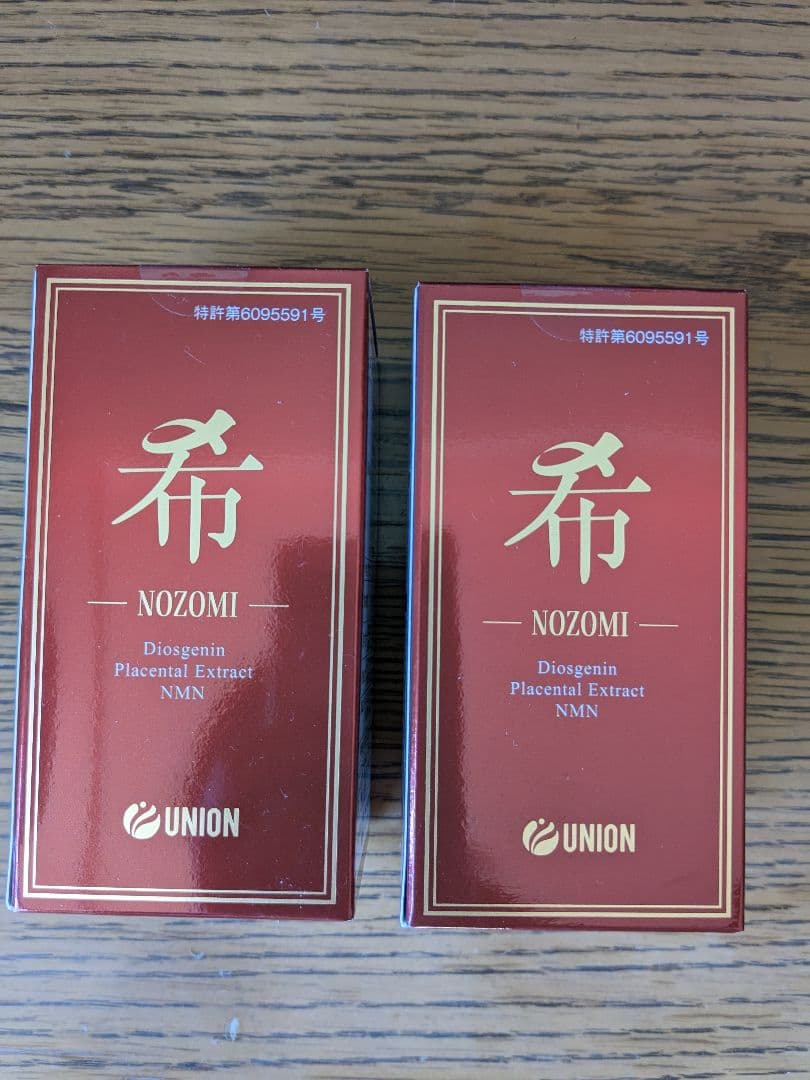 特許第6095591号
希
NOZOMI
Diosgenin
Placental Extract
NMN
UNION
特許第6095591号
希
NOZOMI
Diosgenin
Placental Extract
NMN
UNION